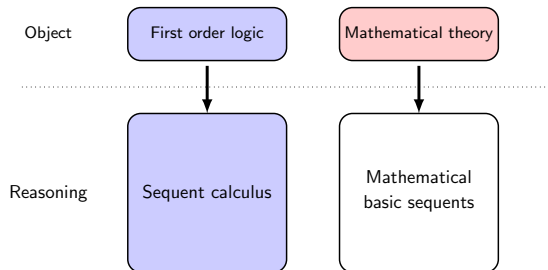 Object
First order logic
Mathematical theory
Reasoning
Sequent calculus
Mathematical
basic sequents